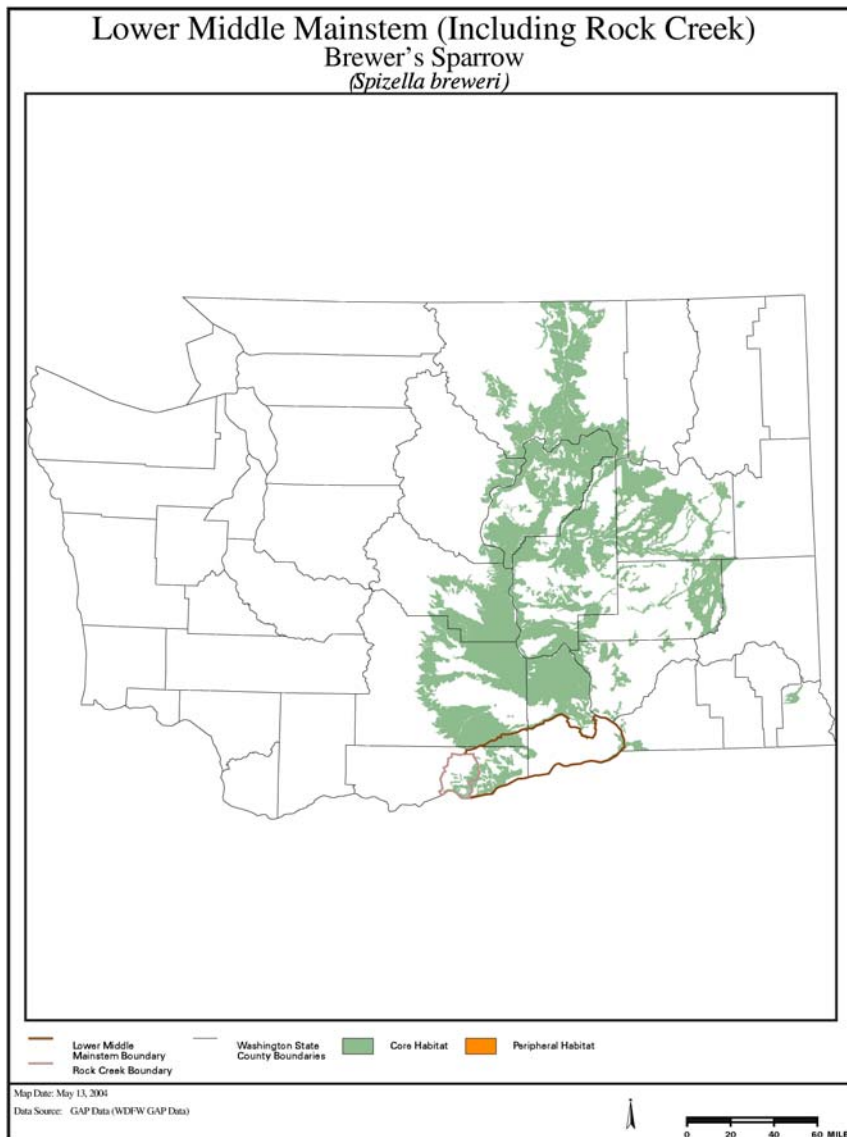 Lower Middle Mainstem (Including Rock Creek)
Brewer's Sparrow
(Spizella breweri)
Lower Middle
Mainstem Boundary
Rock Creek Boundary
Washington State
County Boundaries
Core Habitat
Peripheral Habitat
Map Date: May 13, 2004
Data Source: GAP Data (WDFW GAP Data)
0 20 40 60 MILE